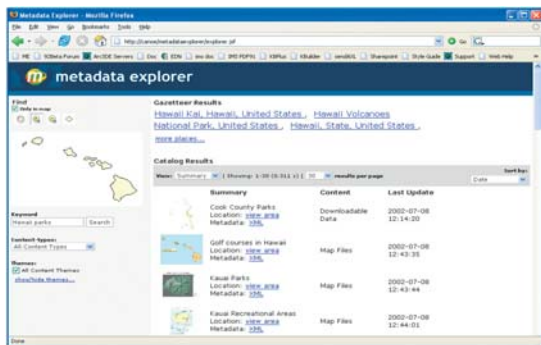 Metadata Explorer - Mozilla Firefox
File Edit View Go Bookmarks Tools Help
metadata explorer
Find
Only in map
Keyword
Hawaii parks
Search
Content types:
All Content Types
Themes:
All Content Themes
show/hide themes...
Gazetteer Results
Hawaii Kai, Hawaii, United States , Hawaii Volcanoes
National Park, United States , Hawaii, State, United States ,
more places...
Catalog Results
View: Summary
30 results per page
Sort by:
Date
Summary Content Last Update
Cook County Parks
Location: view area
Metadata: XML
Downloadable
Data
2002-07-08
12:14:20
Golf courses in Hawaii
Location: view area
Metadata: XML
Map Files
2002-07-08
12:43:35
Kauai Parks
Location: view area
Metadata: XML
Map Files
2002-07-08
12:43:44
Kauai Recreational Areas
Location: view area
Metadata: XML
Map Files
2002-07-08
12:44:01
Done